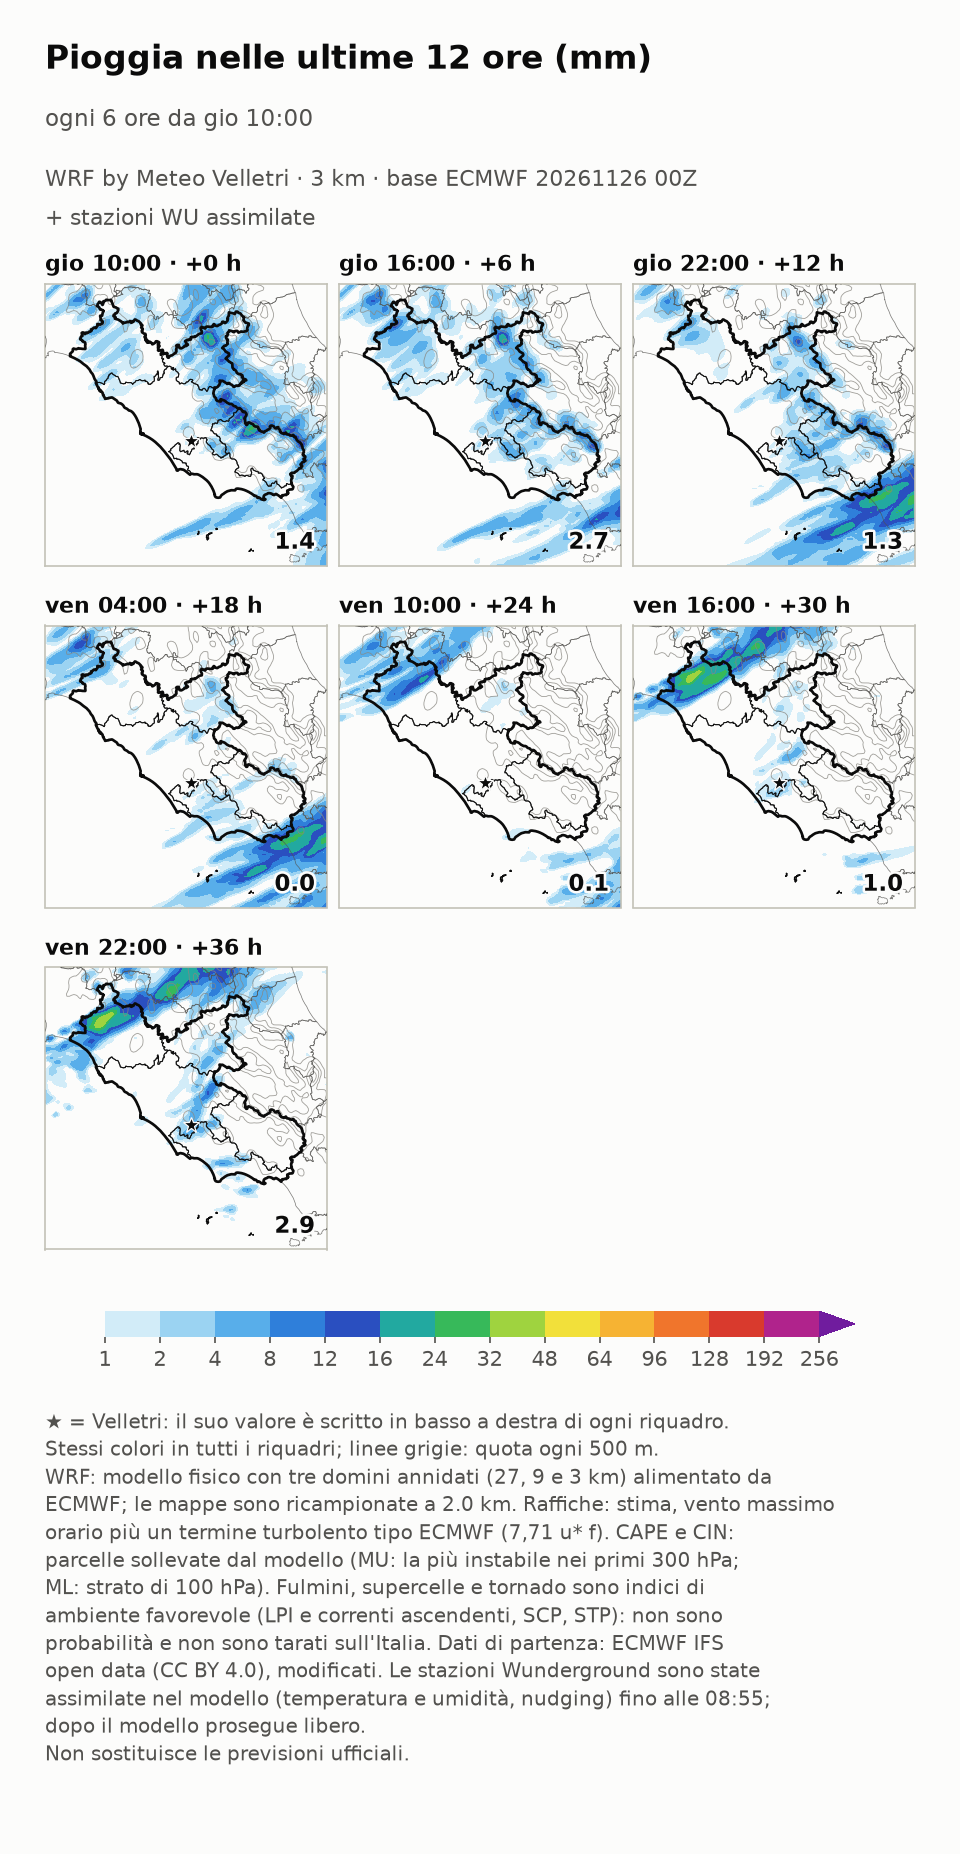 Pioggia nelle ultime 12 ore (mm)
ogni 6 ore da gio 10:00
WRF by Meteo Velletri · 3 km · base ECMWF 20261126 00Z
+ stazioni WU assimilate
gio 10:00 · +0 h
gio 16:00 · +6 h
gio 22:00 · +12 h
1.4
2.7
1.3
ven 04:00 · +18 h
ven 10:00 · +24 h
ven 16:00 · +30 h
0.0
0.1
1.0
ven 22:00 · +36 h
2.9
1 2 4 8 12 16 24 32 48 64 96 128 192 256
★ = Velletri: il suo valore è scritto in basso a destra di ogni riquadro.
Stessi colori in tutti i riquadri; linee grigie: quota ogni 500 m.
WRF: modello fisico con tre domini annidati (27, 9 e 3 km) alimentato da
ECMWF; le mappe sono ricampionate a 2.0 km. Raffiche: stima, vento massimo
orario più un termine turbolento tipo ECMWF (7,71 u* f). CAPE e CIN:
parcelle sollevate dal modello (MU: la più instabile nei primi 300 hPa;
ML: strato di 100 hPa). Fulmini, supercelle e tornado sono indici di
ambiente favorevole (LPI e correnti ascendenti, SCP, STP): non sono
probabilità e non sono tarati sull'Italia. Dati di partenza: ECMWF IFS
open data (CC BY 4.0), modificati. Le stazioni Wunderground sono state
assimilate nel modello (temperatura e umidità, nudging) fino alle 08:55;
dopo il modello prosegue libero.
Non sostituisce le previsioni ufficiali.